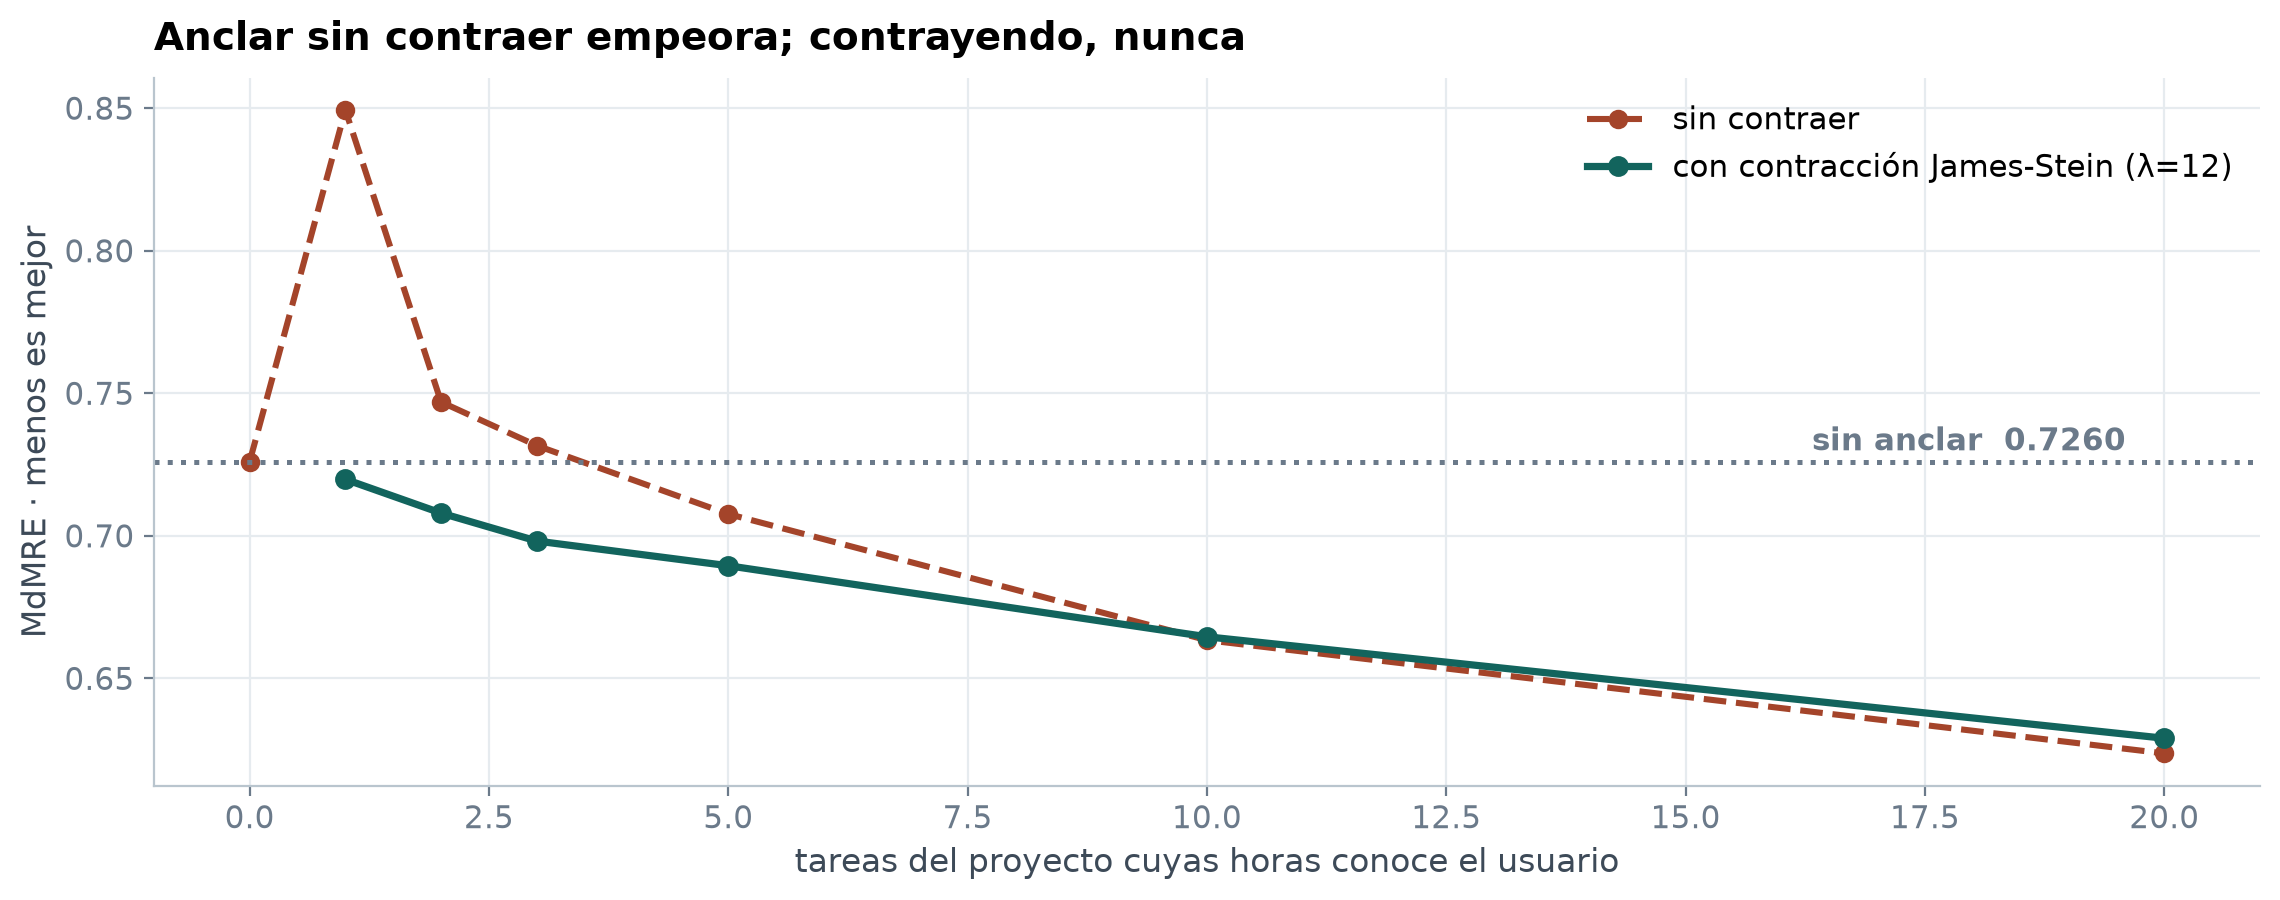 Anclar sin contraer empeora; contrayendo, nunca
sin contraer
con contracción James-Stein (λ=12)
sin anclar 0.7260
MdMRE · menos es mejor
0.85
0.80
0.75
0.70
0.65
0.0 2.5 5.0 7.5 10.0 12.5 15.0 17.5 20.0
tareas del proyecto cuyas horas conoce el usuario